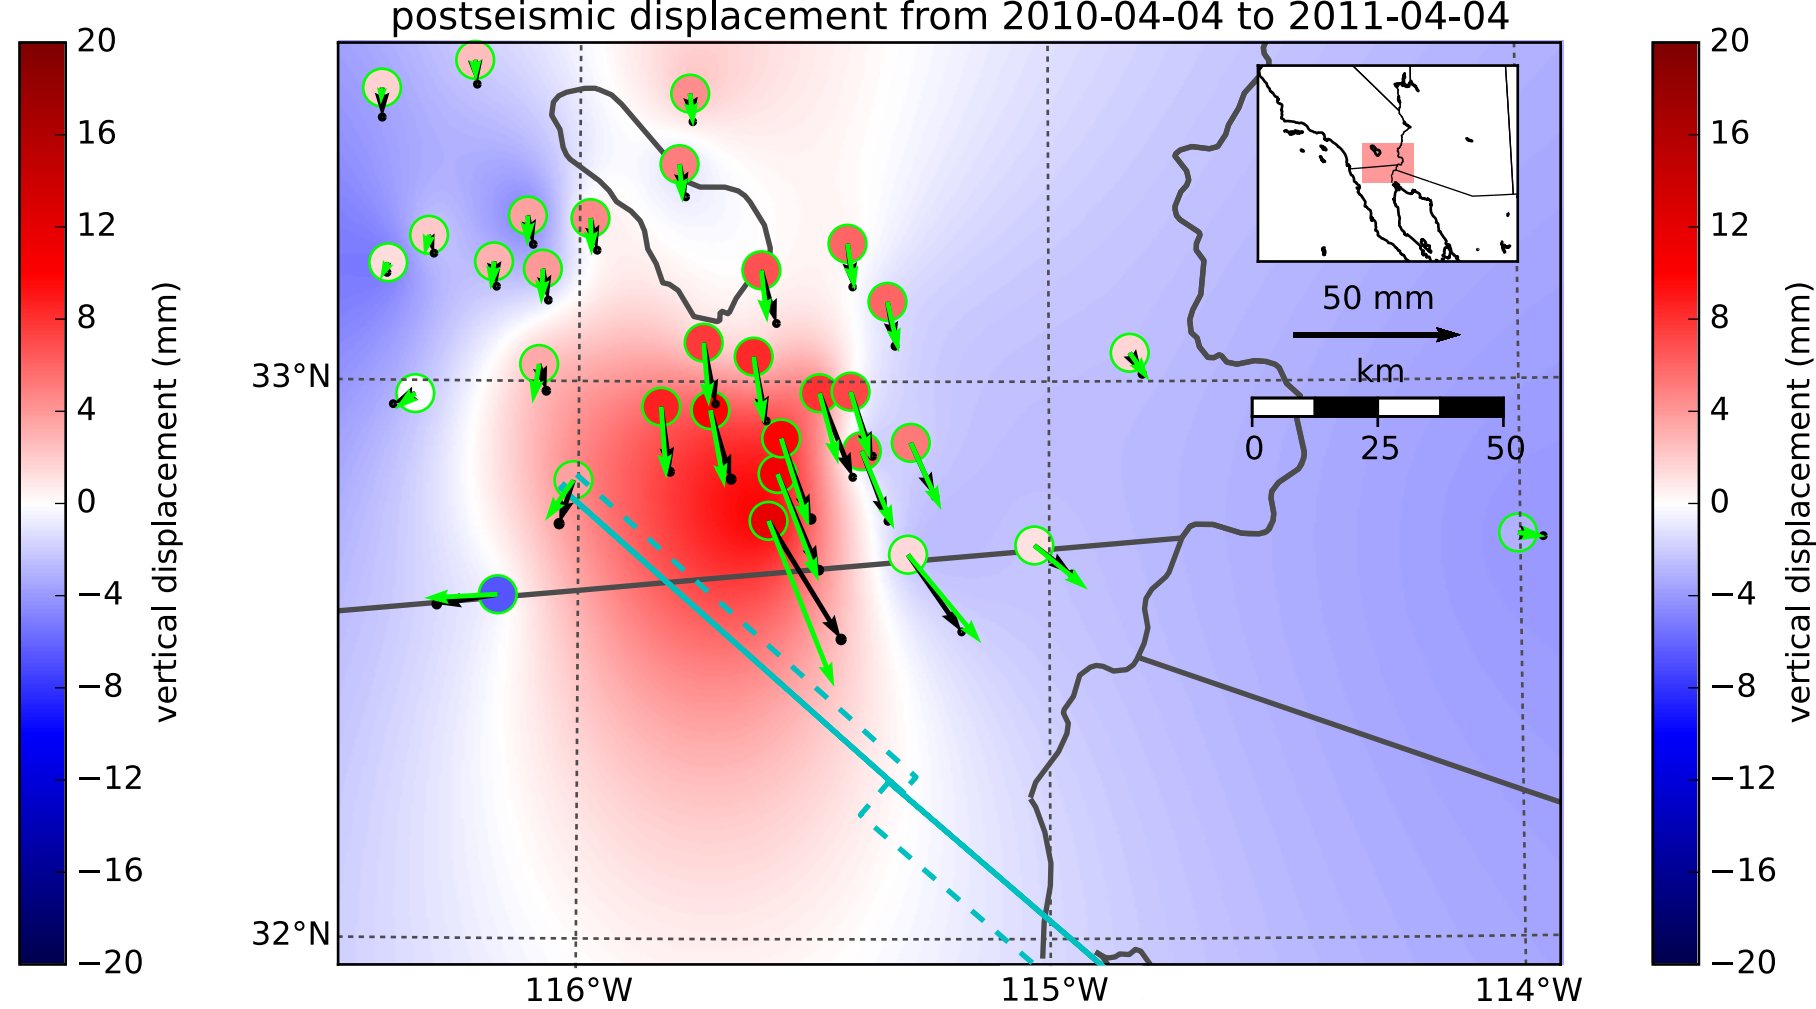 postseismic displacement from 2010-04-04 to 2011-04-04
20
16
12
8
4
0
−4
−8
−12
−16
−20
vertical displacement (mm)
33°N
32°N
116°W
115°W
114°W
50 mm
km
0 25 50
20
16
12
8
4
0
−4
−8
−12
−16
−20
vertical displacement (mm)